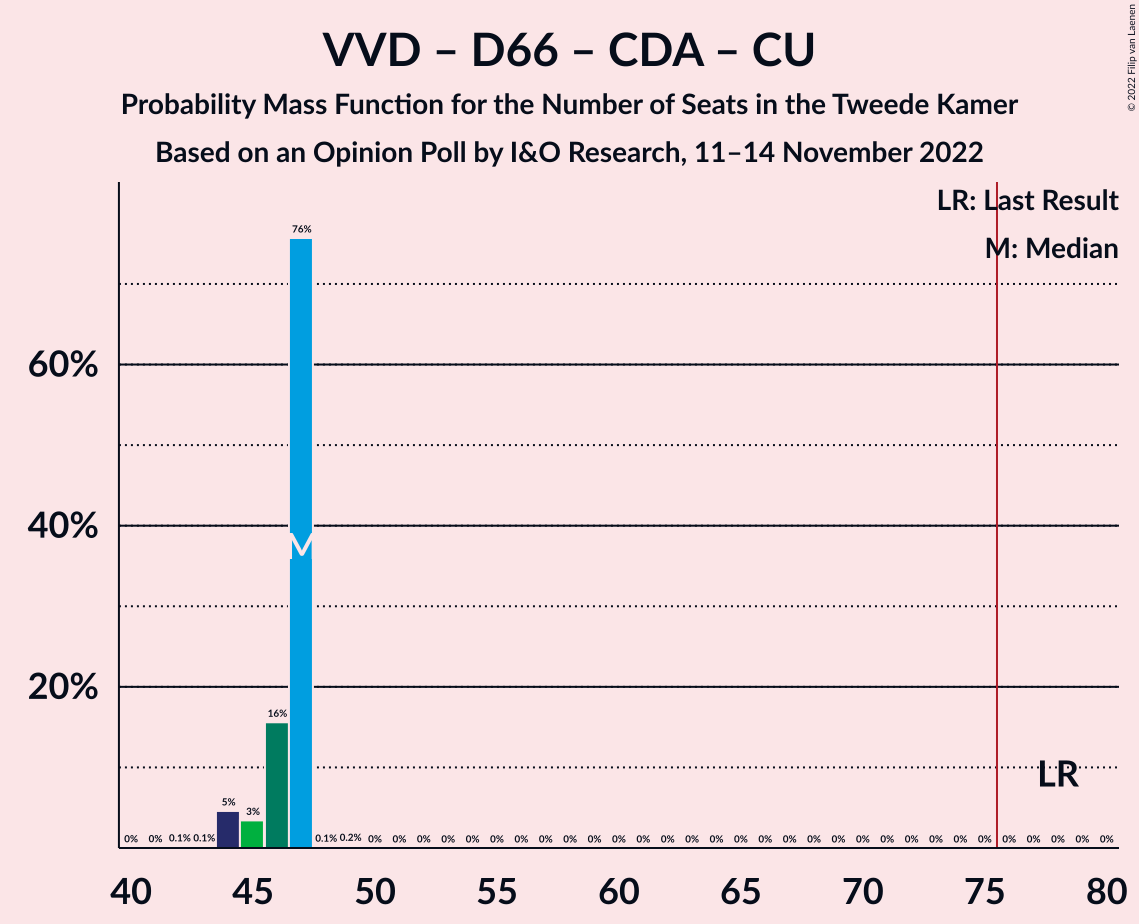 VVD – D66 – CDA – CU
Probability Mass Function for the Number of Seats in the Tweede Kamer
Based on an Opinion Poll by I&O Research, 11–14 November 2022
© 2022 Filip van Laenen
LR: Last Result
M: Median
76%
60%
40%
M
20%
16%
LR
5%
3%
0% 0% 0.1% 0.1% 0.1% 0.2% 0% 0% 0% 0% 0% 0% 0% 0% 0% 0% 0% 0% 0% 0% 0% 0% 0% 0% 0% 0% 0% 0% 0% 0% 0% 0% 0% 0% 0% 0% 0%
40 45 50 55 60 65 70 75 80